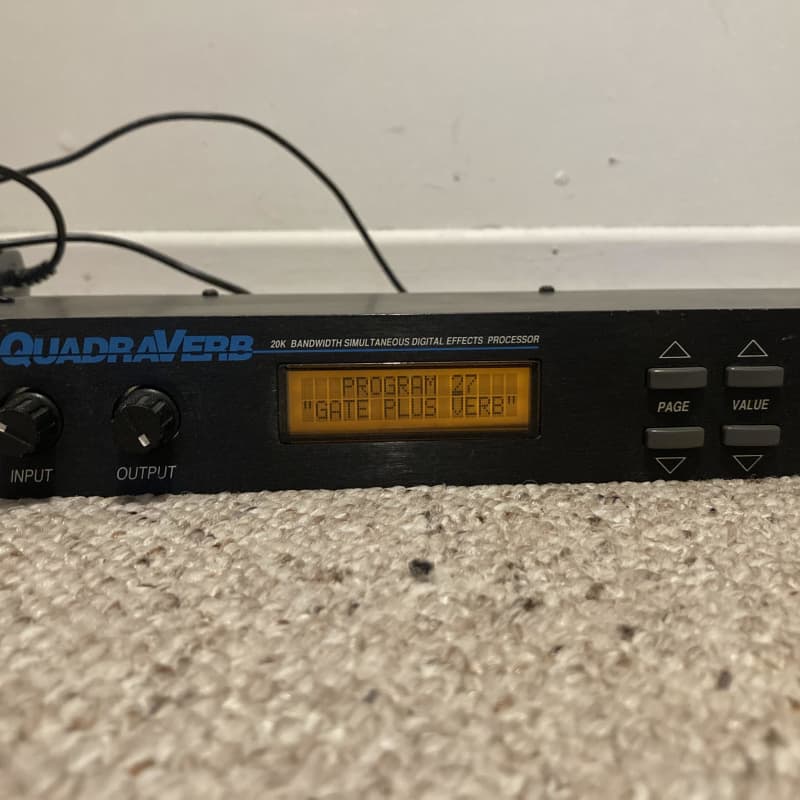 QUADRAVERB 20K BANDWIDTH SIMULTANEOUS DIGITAL EFFECTS PROCESSOR
PROGRAM 27
"GATE PLUS VERB"
PAGE VALUE
INPUT OUTPUT